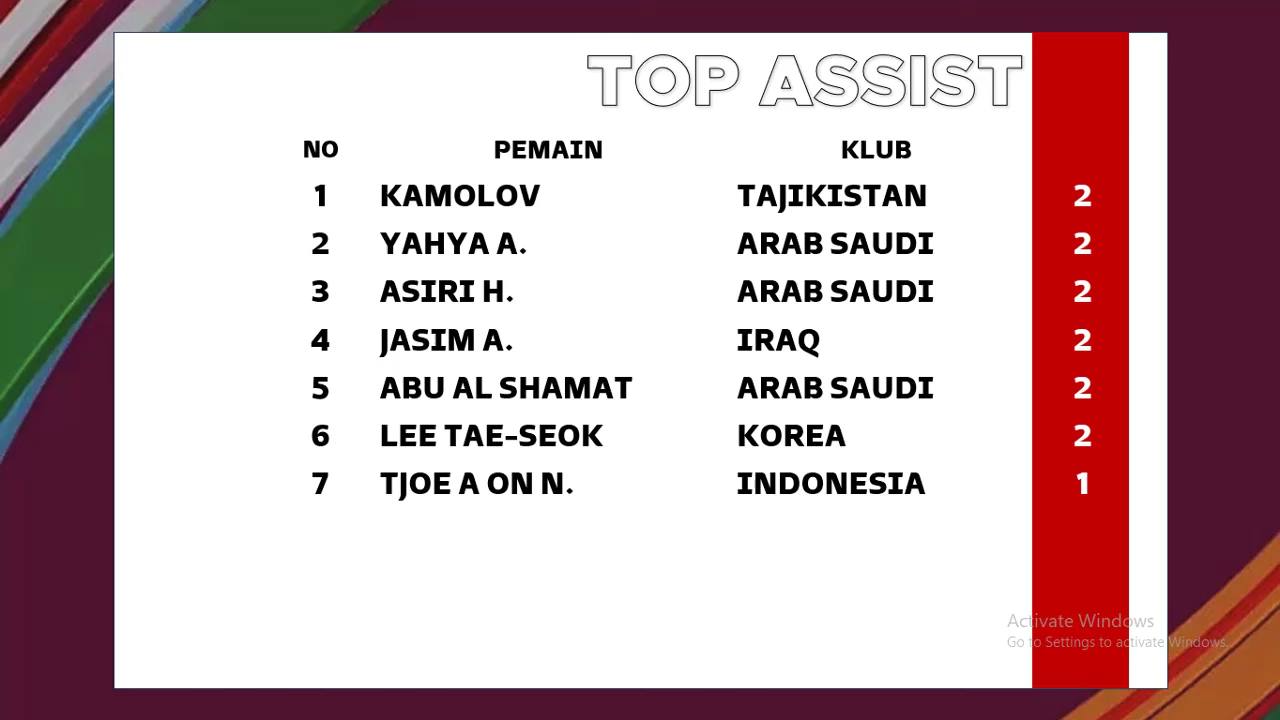 TOP ASSIST
NO PEMAIN KLUB
1 KAMOLOV TAJIKISTAN 2
2 YAHYA A. ARAB SAUDI 2
3 ASIRI H. ARAB SAUDI 2
4 JASIM A. IRAQ 2
5 ABU AL SHAMAT ARAB SAUDI 2
6 LEE TAE-SEOK KOREA 2
7 TJOE A ON N. INDONESIA 1
Activate Windows
Go to Settings to activate Windows.